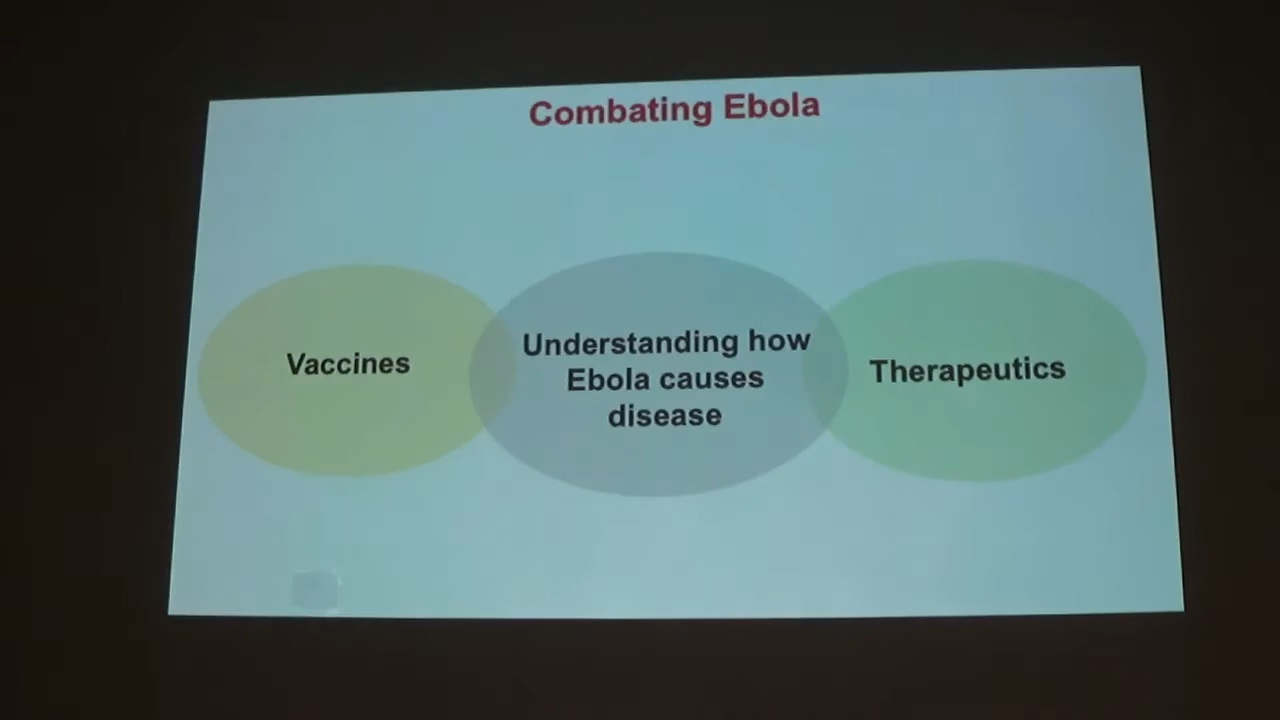 Combating Ebola
Vaccines
Understanding how
Ebola causes
disease
Therapeutics